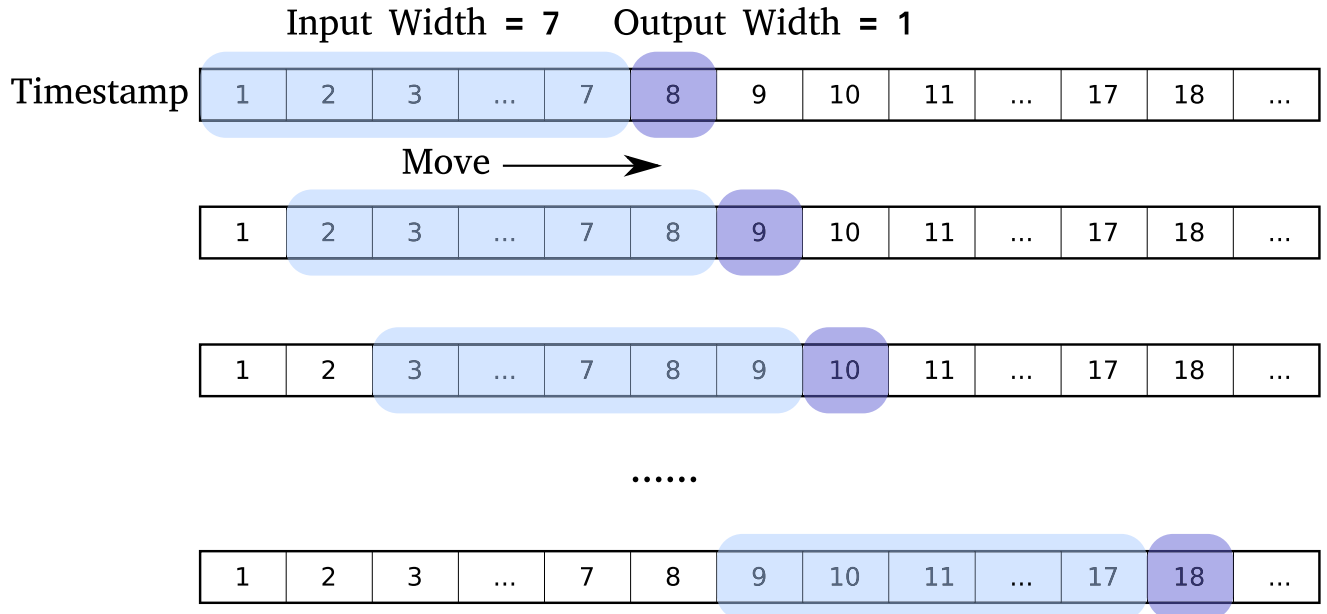 Input Width = 7 Output Width = 1
Timestamp 1 2 3 ... 7 8 9 10 11 ... 17 18 ...
Move
1 2 3 ... 7 8 9 10 11 ... 17 18 ...
1 2 3 ... 7 8 9 10 11 ... 17 18 ...
......
1 2 3 ... 7 8 9 10 11 ... 17 18 ...